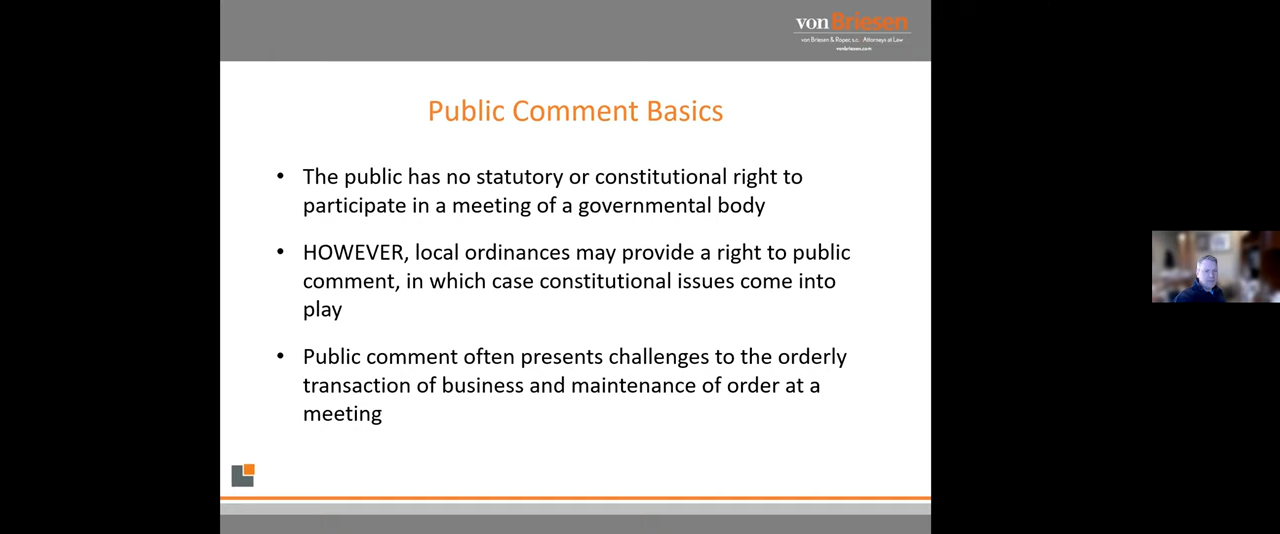 vonBriesen
von Briesen & Roper, s.c. Attorneys at Law
vonbriesen.com
Public Comment Basics
• The public has no statutory or constitutional right to
participate in a meeting of a governmental body
• HOWEVER, local ordinances may provide a right to public
comment, in which case constitutional issues come into
play
• Public comment often presents challenges to the orderly
transaction of business and maintenance of order at a
meeting